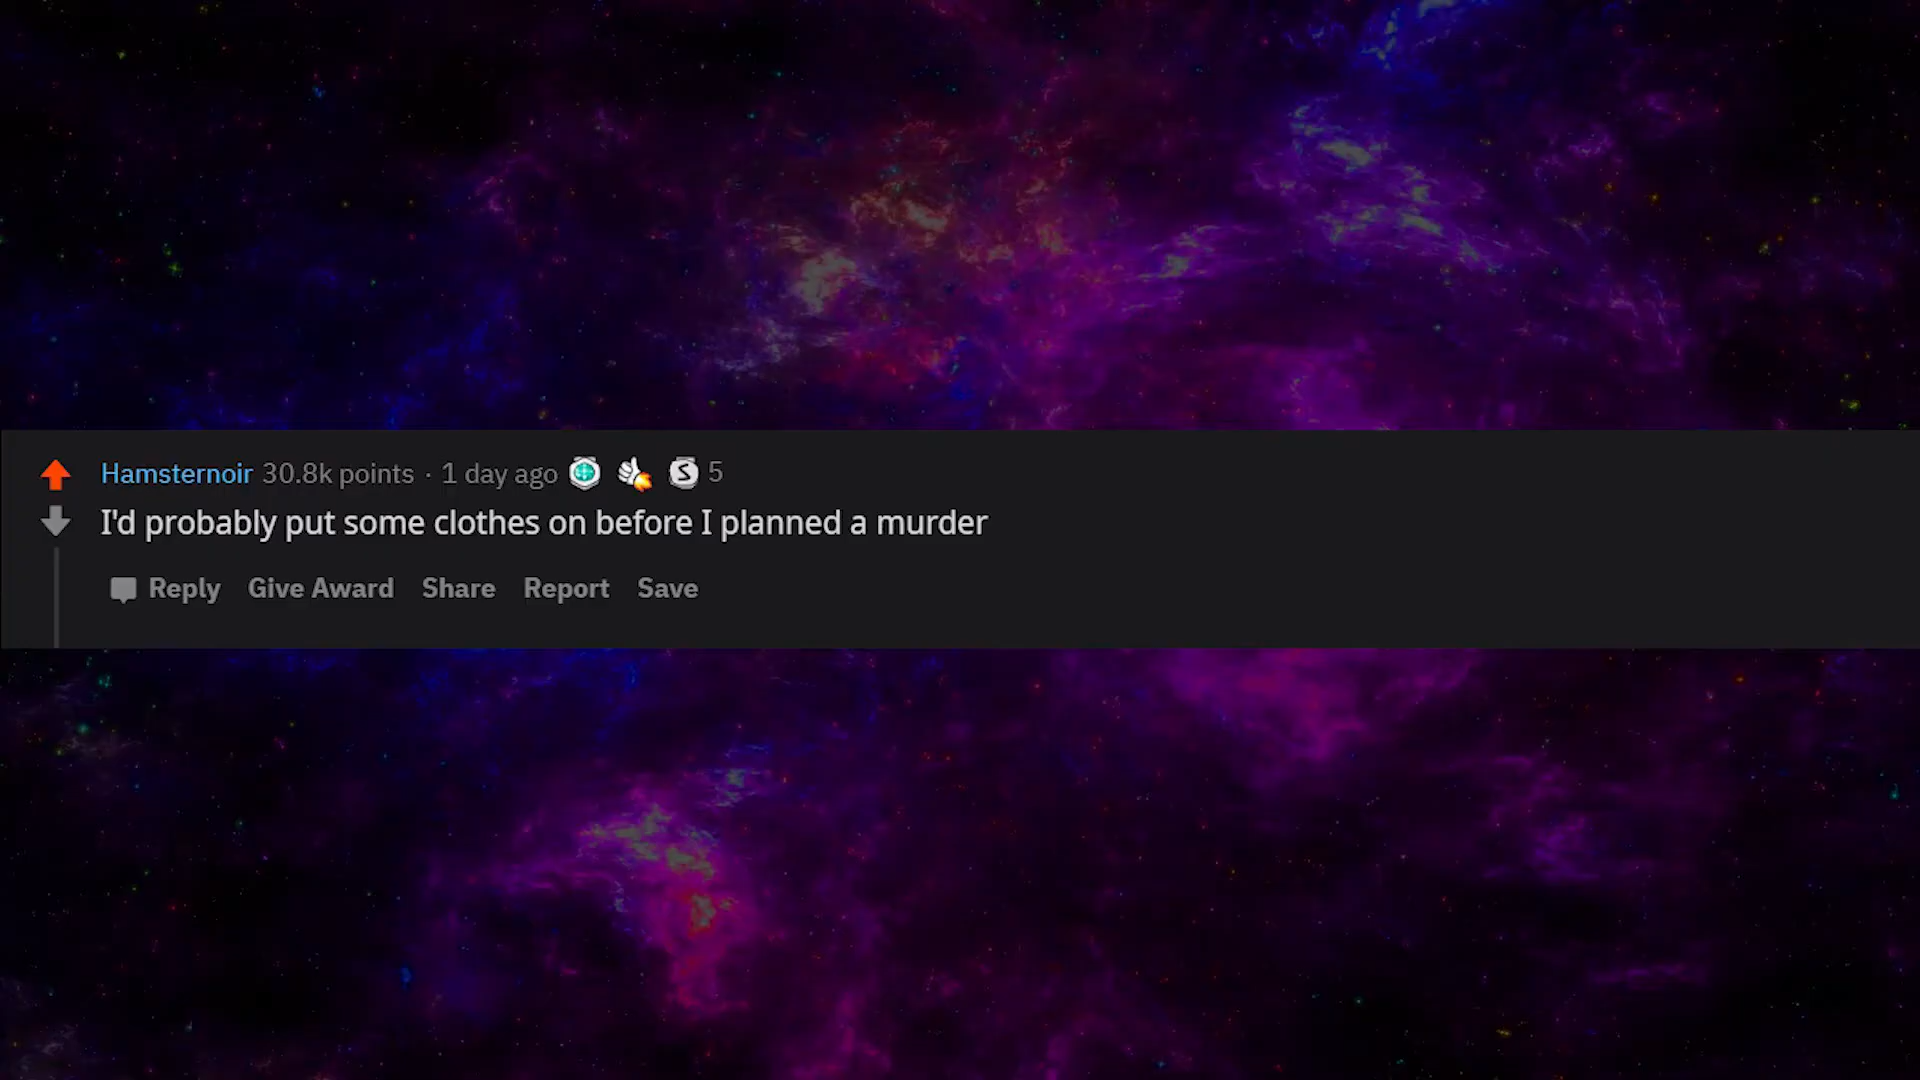 Hamsternoir 30.8k points · 1 day ago 5
I'd probably put some clothes on before I planned a murder
Reply Give Award Share Report Save